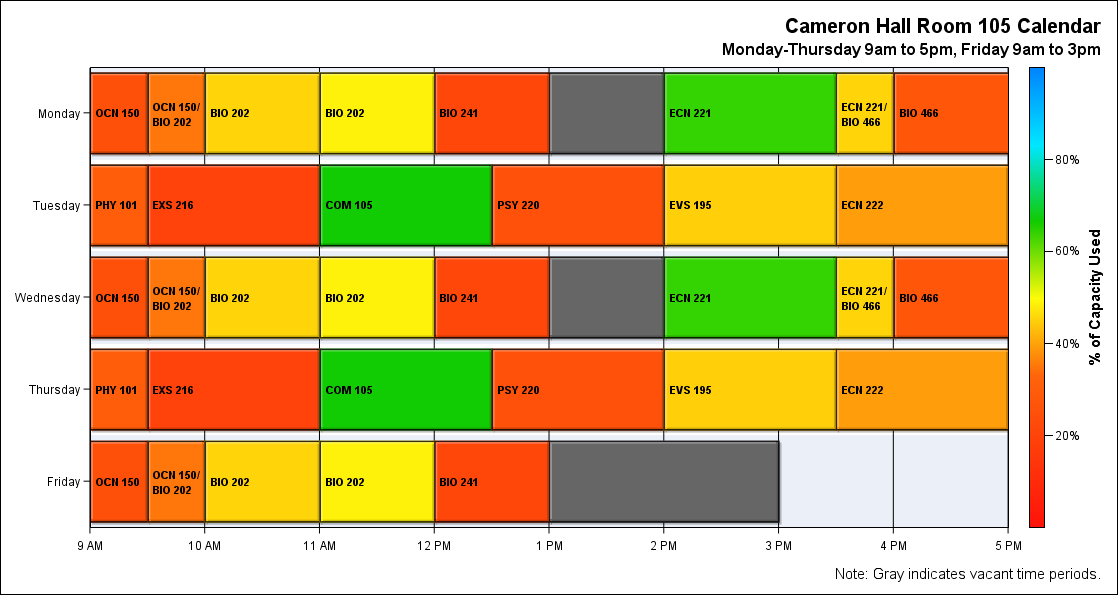 Cameron Hall Room 105 Calendar
Monday-Thursday 9am to 5pm, Friday 9am to 3pm
Monday
OCN 150
OCN 150/
BIO 202
BIO 202
BIO 202
BIO 241
ECN 221
ECN 221/
BIO 466
BIO 466
Tuesday
PHY 101
EXS 216
COM 105
PSY 220
EVS 195
ECN 222
Wednesday
OCN 150
OCN 150/
BIO 202
BIO 202
BIO 202
BIO 241
ECN 221
ECN 221/
BIO 466
BIO 466
Thursday
PHY 101
EXS 216
COM 105
PSY 220
EVS 195
ECN 222
Friday
OCN 150
OCN 150/
BIO 202
BIO 202
BIO 202
BIO 241
9 AM
10 AM
11 AM
12 PM
1 PM
2 PM
3 PM
4 PM
5 PM
80%
60%
40%
20%
% of Capacity Used
Note: Gray indicates vacant time periods.